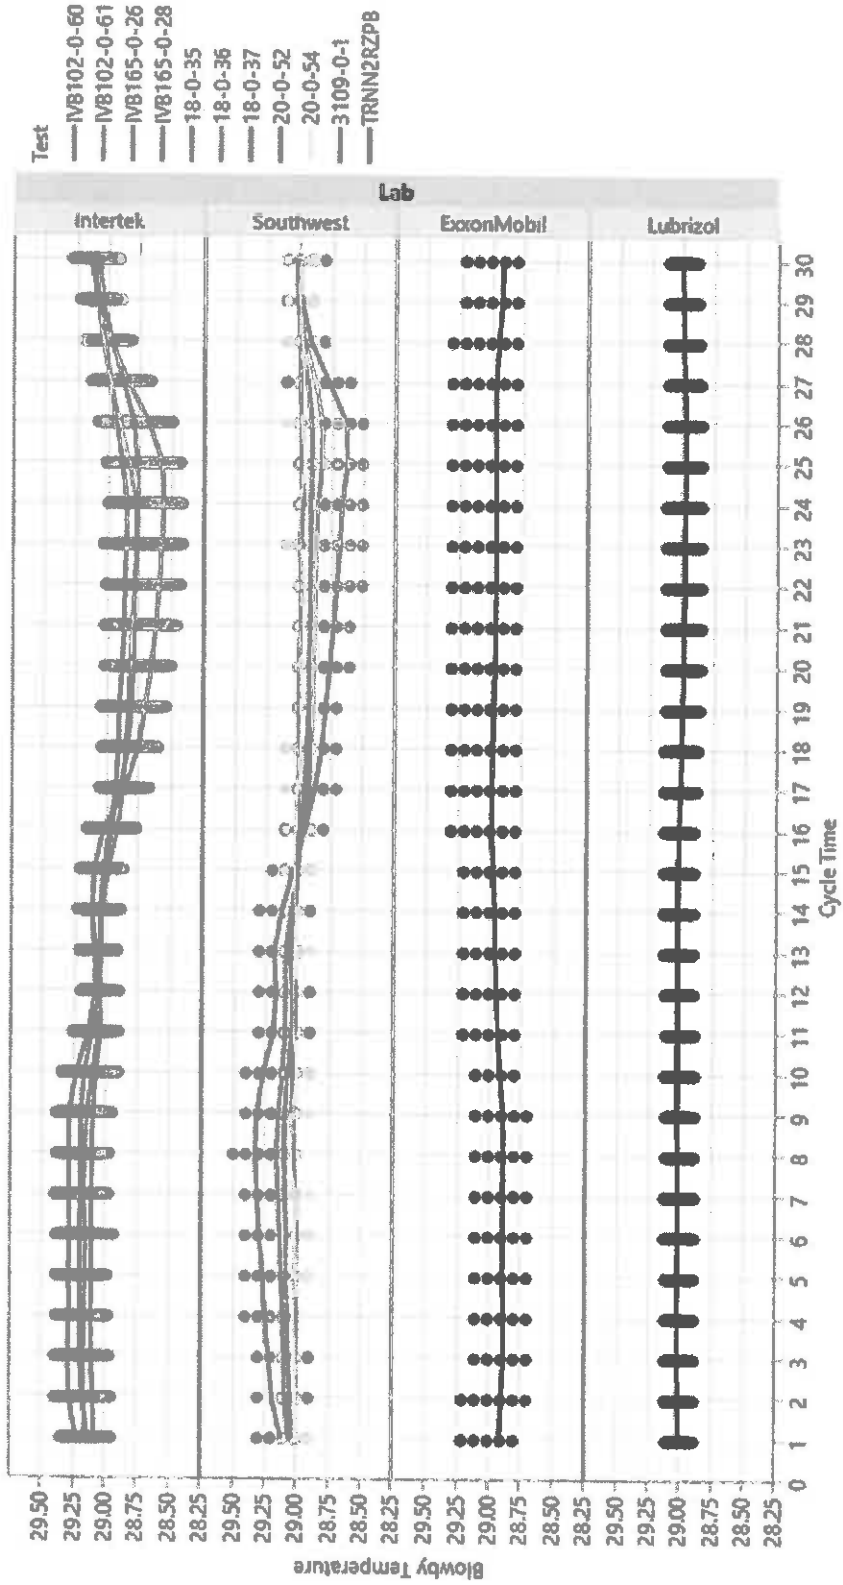 Test
IVB102-0-60
IVB102-0-61
IVB165-0-26
IVB165-0-28
18-0-35
18-0-36
18-0-37
20-0-52
20-0-54
3109-0-1
TRNN2RZPB
Lab
Intertek
Southwest
ExxonMobil
Lubrizol
Blowby Temperature
29.50
29.25
29.00
28.75
28.50
28.25
29.50
29.25
29.00
28.75
28.50
28.25
29.50
29.25
29.00
28.75
28.50
28.25
29.50
29.25
29.00
28.75
28.50
28.25
0 1 2 3 4 5 6 7 8 9 10 11 12 13 14 15 16 17 18 19 20 21 22 23 24 25 26 27 28 29 30
Cycle Time